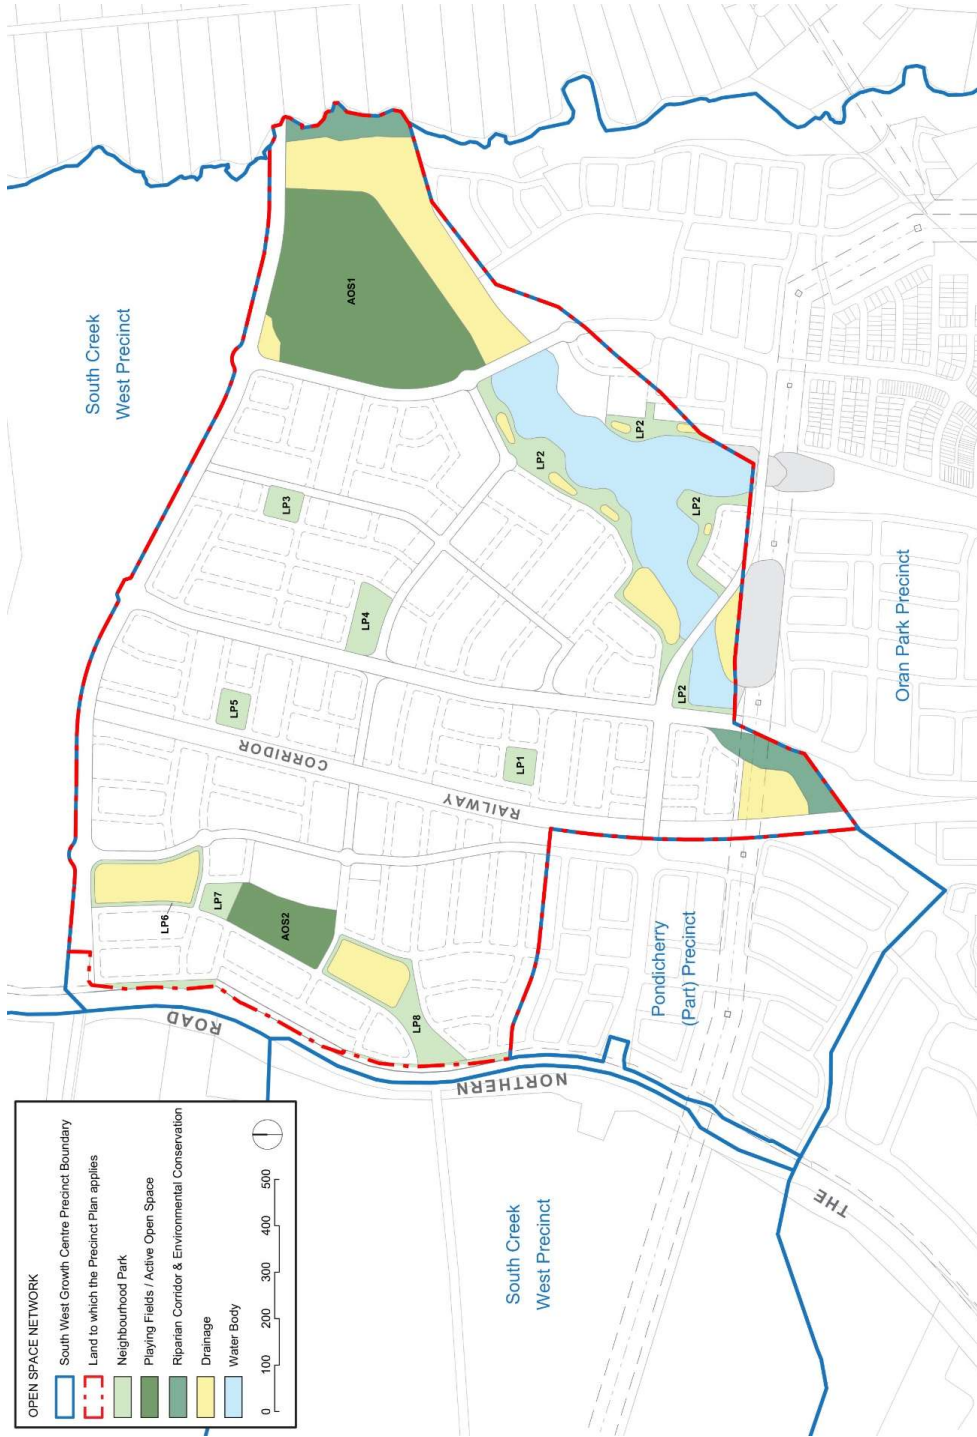 South Creek
West Precinct
AOS1
LP3
LP2
LP2
LP2
LP4
LP5
LP2
LP1
RAILWAY
CORRIDOR
Oran Park Precinct
LP7
LP6
AOS2
LP8
Pondicherry
(Part) Precinct
THE
NORTHERN
ROAD
South Creek
West Precinct
OPEN SPACE NETWORK
South West Growth Centre Precinct Boundary
Land to which the Precinct Plan applies
Neighbourhood Park
Playing Fields / Active Open Space
Riparian Corridor & Environmental Conservation
Drainage
Water Body
0 100 200 300 400 500